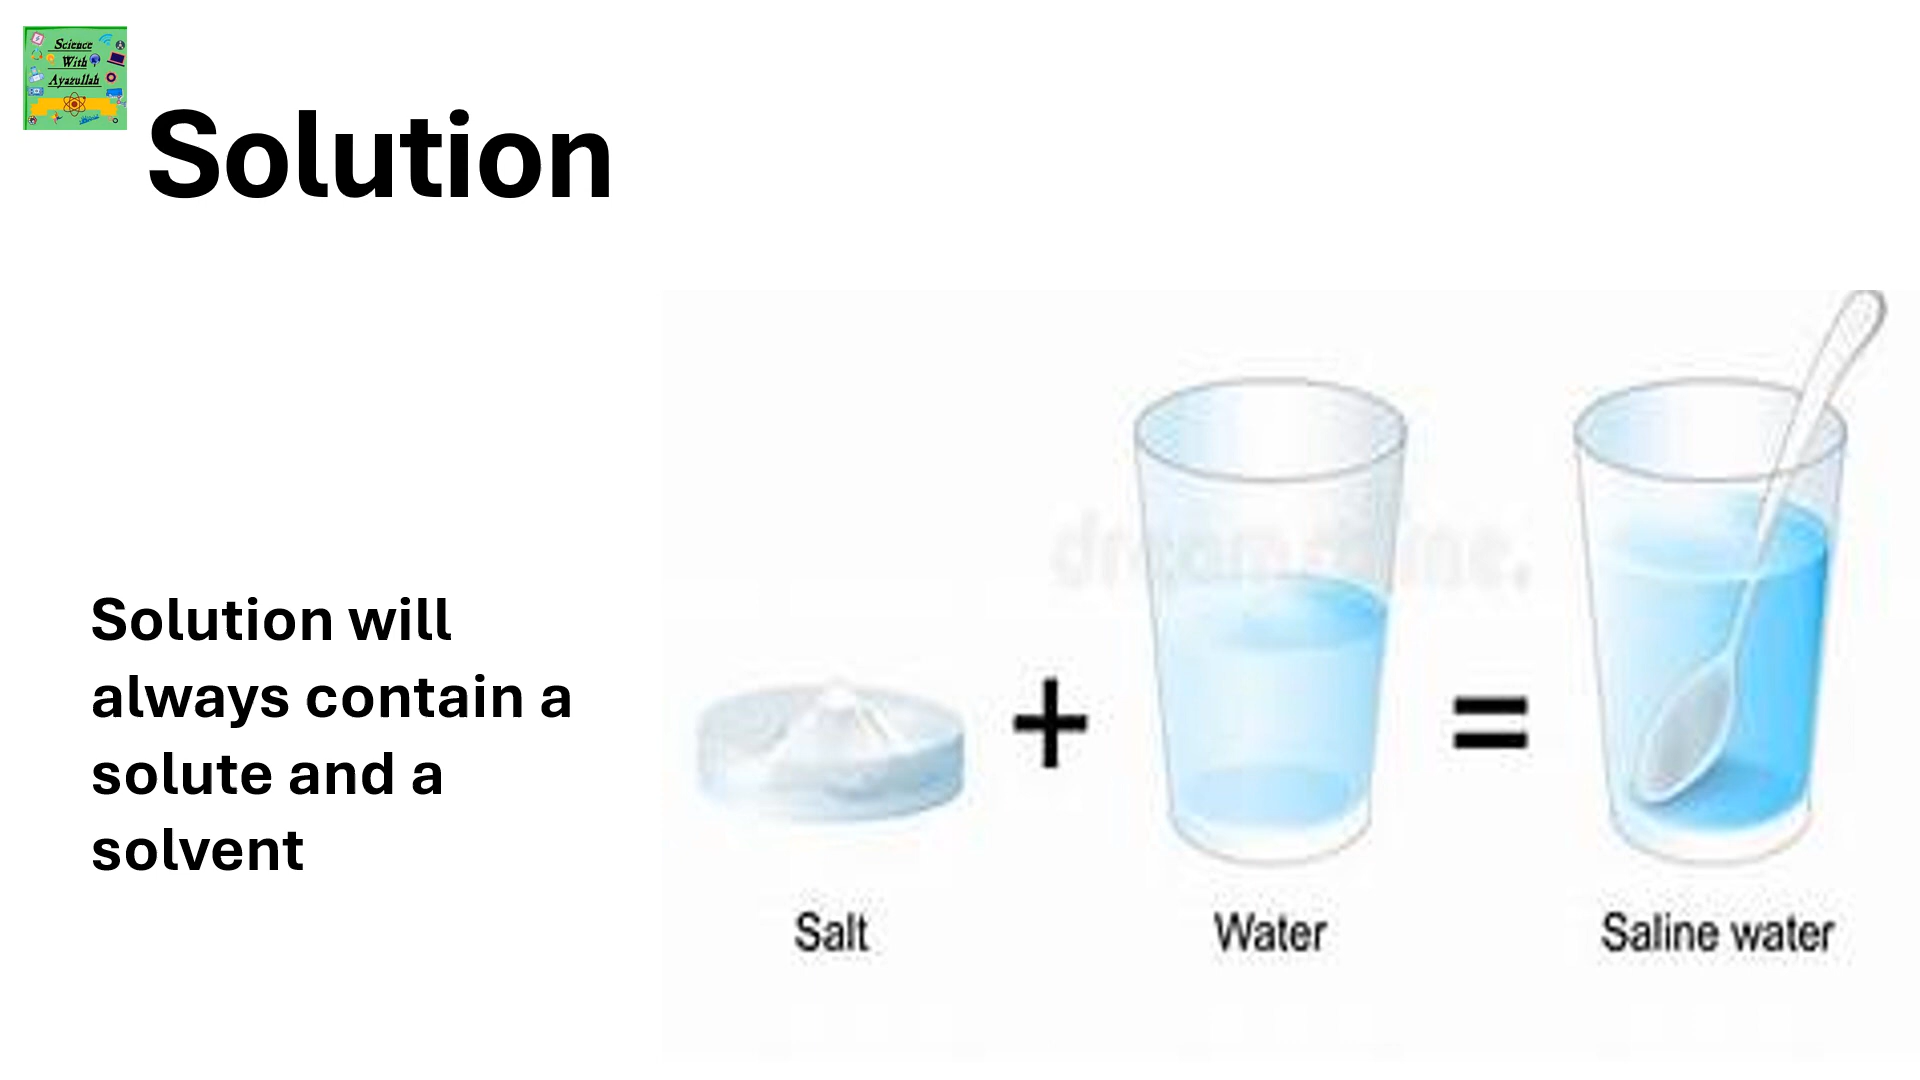 Science
With
Ayazullah
Solution
Solution will
always contain a
solute and a
solvent
+
=
Salt
Water
Saline water